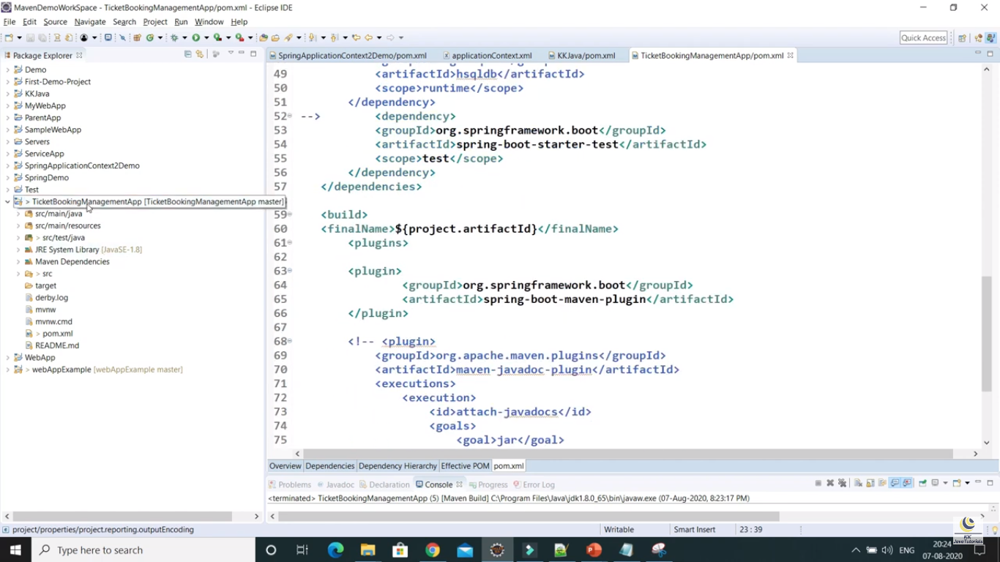 MavenDemoWorkSpace - TicketBookingManagementApp/pom.xml - Eclipse IDE
File Edit Source Navigate Search Project Run Window Help
Quick Access
Package Explorer
SpringApplicationContext2Demo/pom.xml applicationContext.xml KKJava/pom.xml TicketBookingManagementApp/pom.xml
Demo
First-Demo-Project
KKJava
MyWebApp
ParentApp
SampleWebApp
Servers
ServiceApp
SpringApplicationContext2Demo
SpringDemo
Test
> TicketBookingManagementApp [TicketBookingManagementApp master]
src/main/java
src/main/resources
> src/test/java
JRE System Library [JavaSE-1.8]
Maven Dependencies
> src
target
derby.log
mvnw
mvnw.cmd
> pom.xml
README.md
WebApp
> webAppExample [webAppExample master]
49 <artifactId>hsqldb</artifactId>
50 <scope>runtime</scope>
51 </dependency>
52 --> <dependency>
53 <groupId>org.springframework.boot</groupId>
54 <artifactId>spring-boot-starter-test</artifactId>
55 <scope>test</scope>
56 </dependency>
57 </dependencies>
59 <build>
60 <finalName>${project.artifactId}</finalName>
61 <plugins>
62
63 <plugin>
64 <groupId>org.springframework.boot</groupId>
65 <artifactId>spring-boot-maven-plugin</artifactId>
66 </plugin>
67
68 <!-- <plugin>
69 <groupId>org.apache.maven.plugins</groupId>
70 <artifactId>maven-javadoc-plugin</artifactId>
71 <executions>
72 <execution>
73 <id>attach-javadocs</id>
74 <goals>
75 <goal>jar</goal>
Overview Dependencies Dependency Hierarchy Effective POM pom.xml
Problems Javadoc Declaration Console Progress Error Log
<terminated> TicketBookingManagementApp (5) [Maven Build] C:\Program Files\Java\jdk1.8.0_65\bin\javaw.exe (07-Aug-2020, 8:23:17 PM)
project/properties/project.reporting.outputEncoding Writable Smart Insert 23 : 39
KK
JavaTutorials
Type here to search
ENG
20:24
07-08-2020